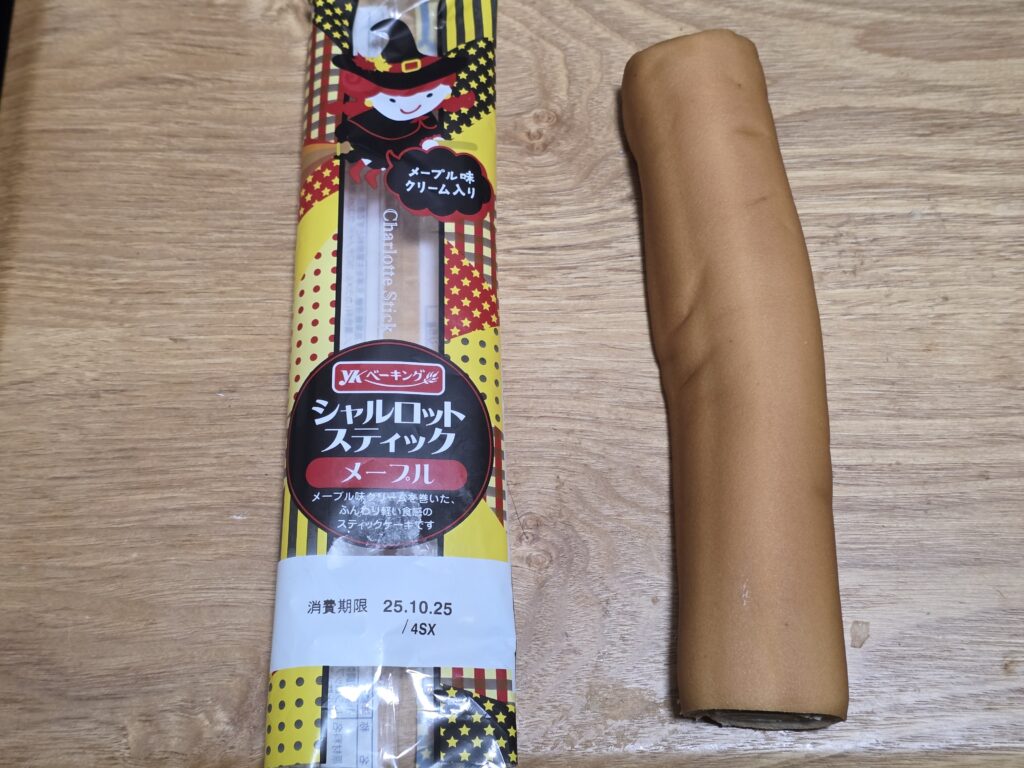 メープル味
クリーム入り
Charlotte Stick
YKベーキング
シャルロット
スティック
メープル
メープル味クリームを巻いた、
ふんわり軽い食感の
スティックケーキです
消費期限 25.10.25
/4SX